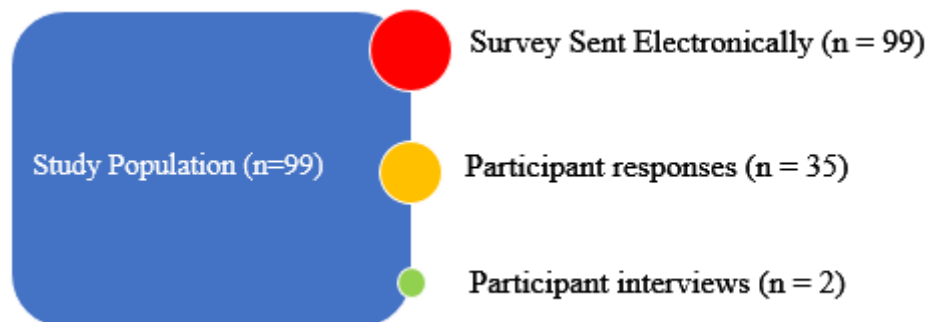 Survey Sent Electronically (n = 99)
Study Population (n=99)
Participant responses (n = 35)
Participant interviews (n = 2)